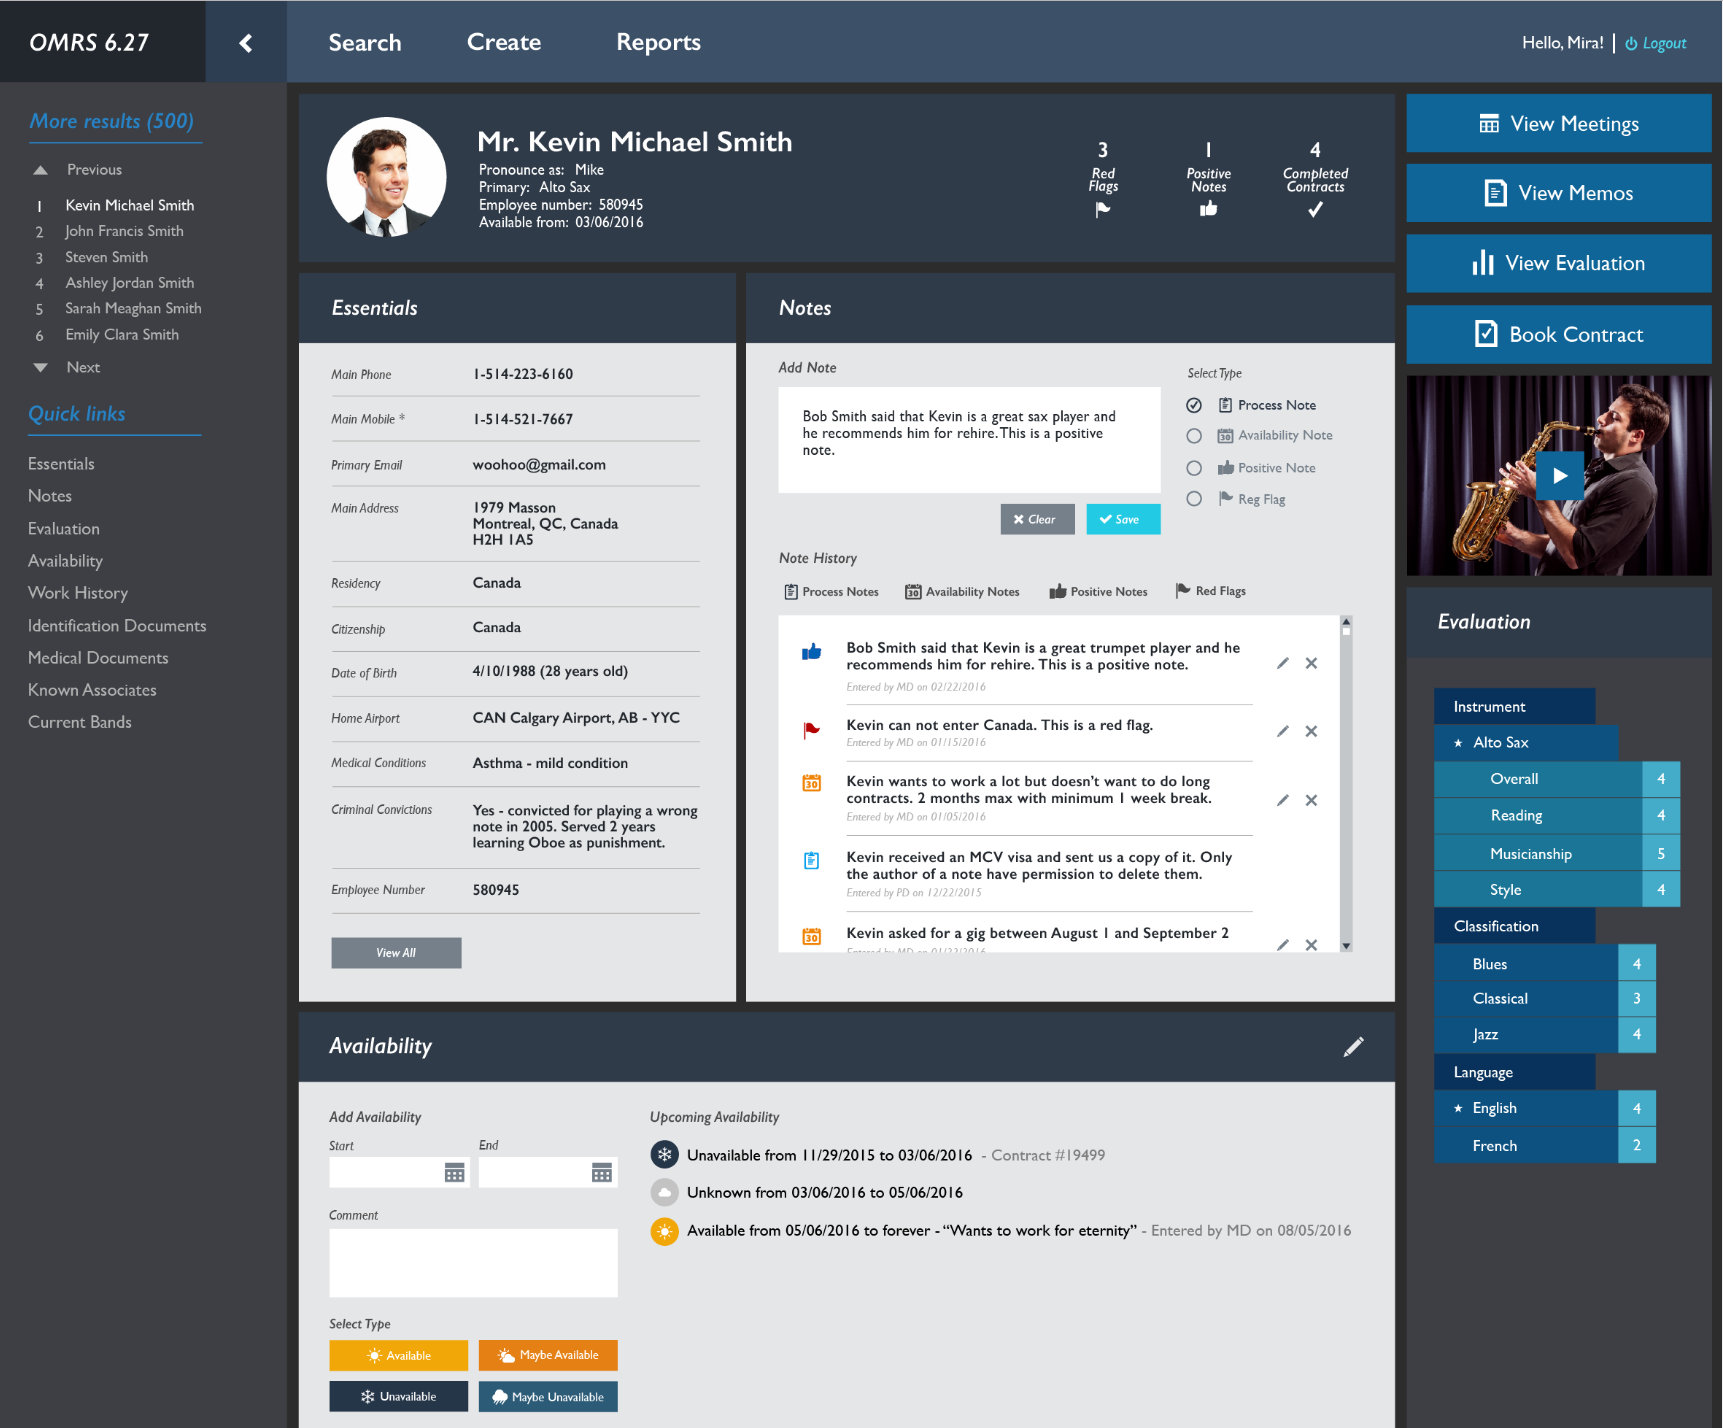 OMRS 6.27
Search
Create
Reports
Hello, Mira!
Logout
More results (500)
Previous
1 Kevin Michael Smith
2 John Francis Smith
3 Steven Smith
4 Ashley Jordan Smith
5 Sarah Meaghan Smith
6 Emily Clara Smith
Next
Quick links
Essentials
Notes
Evaluation
Availability
Work History
Identification Documents
Medical Documents
Known Associates
Current Bands
Mr. Kevin Michael Smith
Pronounce as: Mike
Primary: Alto Sax
Employee number: 580945
Available from: 03/06/2016
3
Red
Flags
1
Positive
Notes
4
Completed
Contracts
Essentials
Main Phone 1-514-223-6160
Main Mobile * 1-514-521-7667
Primary Email woohoo@gmail.com
Main Address 1979 Masson
Montreal, QC, Canada
H2H 1A5
Residency Canada
Citizenship Canada
Date of Birth 4/10/1988 (28 years old)
Home Airport CAN Calgary Airport, AB - YYC
Medical Conditions Asthma - mild condition
Criminal Convictions Yes - convicted for playing a wrong
note in 2005. Served 2 years
learning Oboe as punishment.
Employee Number 580945
View All
Notes
Add Note
Bob Smith said that Kevin is a great sax player and
he recommends him for rehire. This is a positive
note.
Clear
Save
Select Type
Process Note
30 Availability Note
Positive Note
Reg Flag
Note History
Process Notes
30 Availability Notes
Positive Notes
Red Flags
Bob Smith said that Kevin is a great trumpet player and he
recommends him for rehire. This is a positive note.
Entered by MD on 02/22/2016
Kevin can not enter Canada. This is a red flag.
Entered by MD on 01/15/2016
30
Kevin wants to work a lot but doesn't want to do long
contracts. 2 months max with minimum 1 week break.
Entered by MD on 01/05/2016
Kevin received an MCV visa and sent us a copy of it. Only
the author of a note have permission to delete them.
Entered by PD on 12/22/2015
30
Kevin asked for a gig between August 1 and September 2
Entered by MD on 01/22/2016
Availability
Add Availability
Start
End
Comment
Select Type
Available
Maybe Available
Unavailable
Maybe Unavailable
Upcoming Availability
Unavailable from 11/29/2015 to 03/06/2016 - Contract #19499
Unknown from 03/06/2016 to 05/06/2016
Available from 05/06/2016 to forever - “Wants to work for eternity” - Entered by MD on 08/05/2016
View Meetings
View Memos
View Evaluation
Book Contract
Evaluation
Instrument
★ Alto Sax
Overall 4
Reading 4
Musicianship 5
Style 4
Classification
Blues 4
Classical 3
Jazz 4
Language
★ English 4
French 2